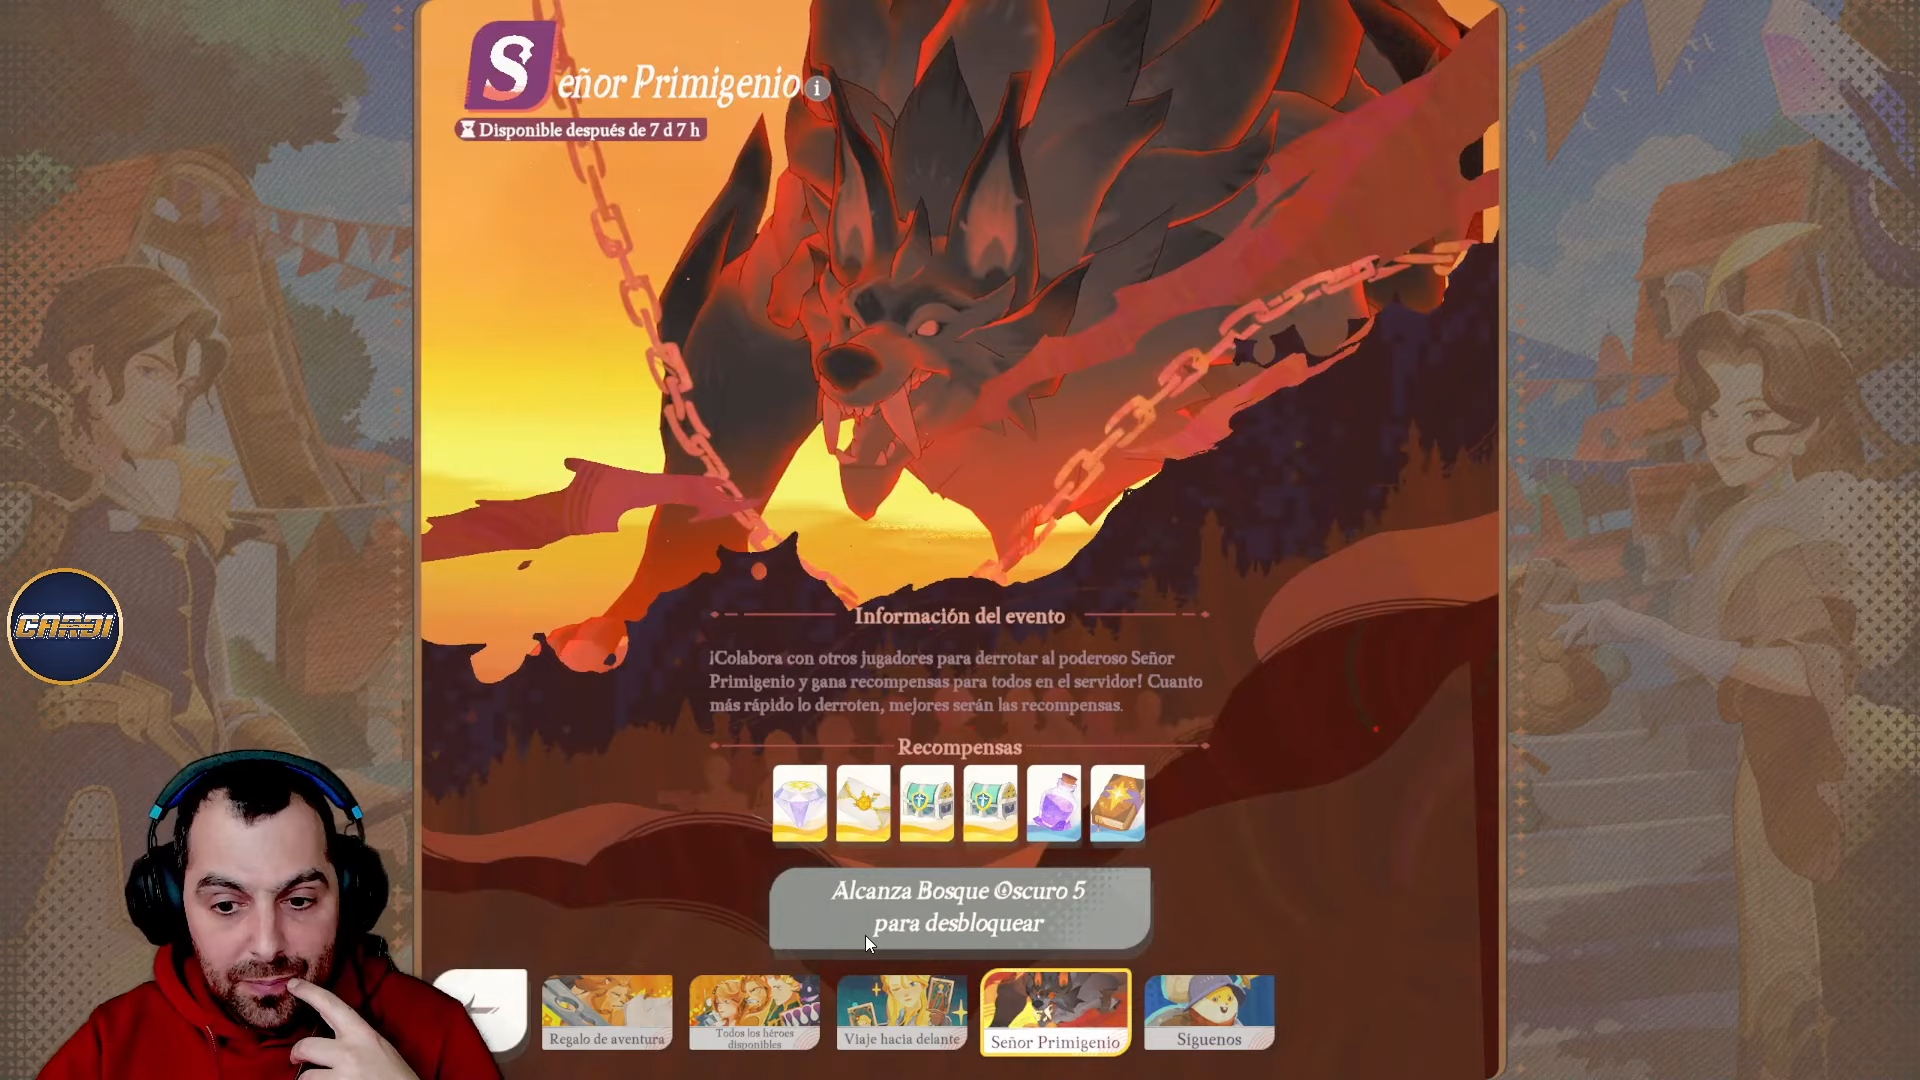 Señor Primigenio i
Disponible después de 7 d 7 h
CARDI
Información del evento
¡Colabora con otros jugadores para derrotar al poderoso Señor
Primigenio y gana recompensas para todos en el servidor! Cuanto
más rápido lo derroten, mejores serán las recompensas.
Recompensas
Alcanza Bosque Oscuro 5
para desbloquear
Regalo de aventura
Todos los héroes
disponibles
Viaje hacia delante
Señor Primigenio
Síguenos